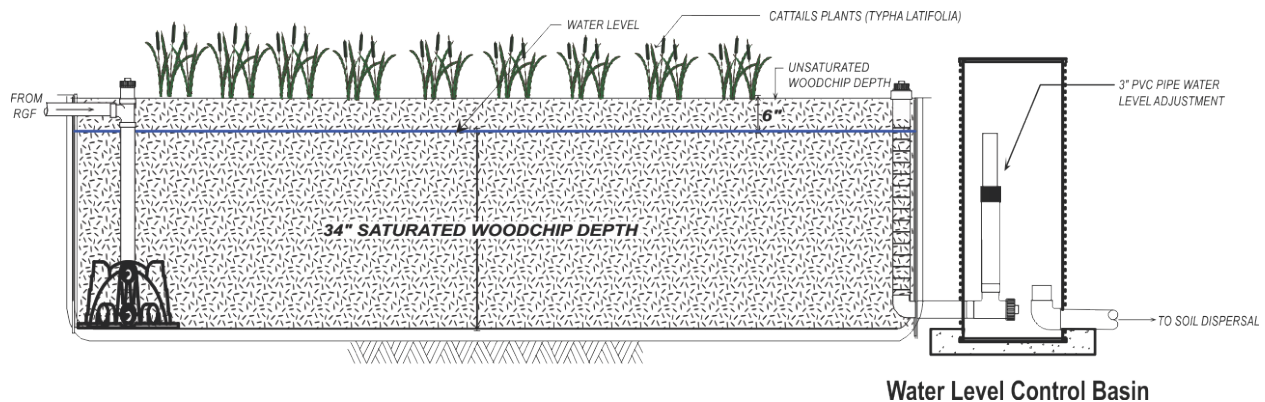 WATER LEVEL
CATTAILS PLANTS (TYPHA LATIFOLIA)
UNSATURATED
WOODCHIP DEPTH
FROM
RGF
6"
3" PVC PIPE WATER
LEVEL ADJUSTMENT
34" SATURATED WOODCHIP DEPTH
TO SOIL DISPERSAL
Water Level Control Basin